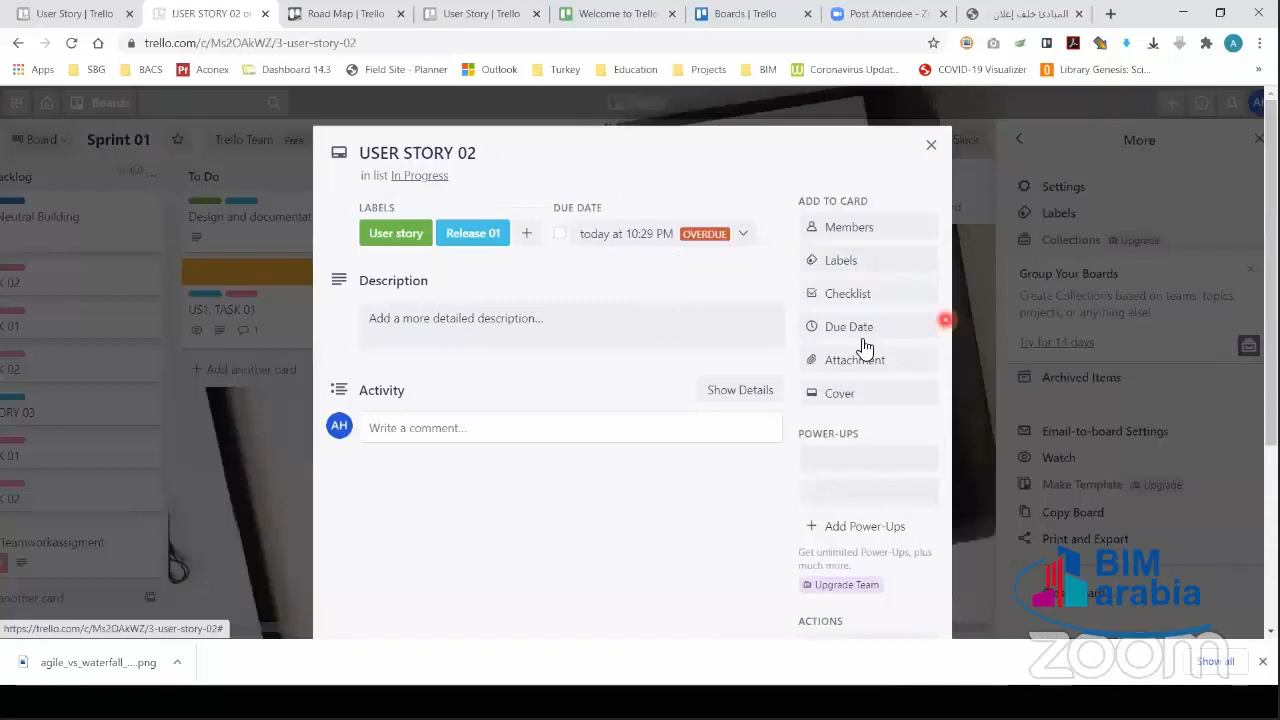 User Story | Trello
USER STORY 02 o
Road Map | Trello
User Story | Trello
Welcome to Trello
Boards | Trello
Post Attendee - Z
المبادئ خلف إعلان
trello.com/c/Ms2OAkWZ/3-user-story-02
A
Apps
SBG
BACS
Aconex
Dashboard 14.3
Field Site - Planner
Outlook
Turkey
Education
Projects
BIM
Coronavirus Updat...
COVID-19 Visualizer
Library Genesis: Sci...
Boards
Board
Sprint 01
Trello Team
Free
Slack
More
acklog
To Do
Neutral Building
Design and documentat
K 02
K 01
K 02
ORY 03
K 01
K 02
Teamworkassigment
another card
US1. TASK 01
1
+ Add another card
USER STORY 02
in list In Progress
LABELS
User story
Release 01
DUE DATE
today at 10:29 PM
OVERDUE
Description
Add a more detailed description...
Activity
Show Details
AH
Write a comment...
ADD TO CARD
Members
Labels
Checklist
Due Date
Attachment
Cover
POWER-UPS
+ Add Power-Ups
Get unlimited Power-Ups, plus
much more.
Upgrade Team
ACTIONS
Settings
Labels
Collections
Upgrade
Group Your Boards
Create Collections based on teams, topics,
projects, or anything else!
Try for 14 days
Archived Items
Email-to-board Settings
Watch
Make Template
Upgrade
Copy Board
Print and Export
BIM
arabia
https://trello.com/c/Ms2OAkWZ/3-user-story-02#
agile_vs_waterfall_....png
Show all
zoom